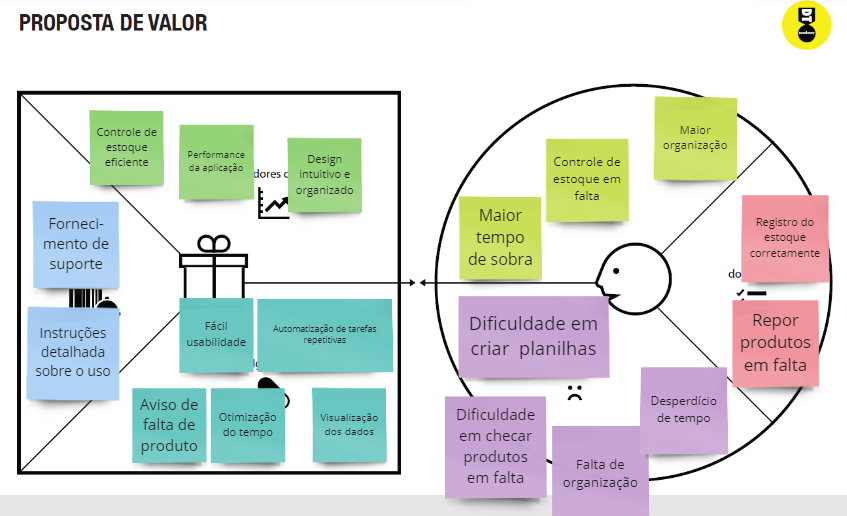 PROPOSTA DE VALOR
DT
academy
Controle de
estoque
eficiente
Performance
da aplicação
dores d
Design
intuitivo e
organizado
Forneci-
mento de
suporte
Instruções
detalhada
sobre o uso
Fácil
usabilidade
Automatização de tarefas
repetitivas
Aviso de
falta de
produto
Otimização
do tempo
Visualização
dos dados
Maior
organização
Controle de
estoque em
falta
Maior
tempo
de sobra
Registro do
estoque
corretamente
do
Repor
produtos
em falta
Dificuldade em
criar planilhas
Desperdício
de tempo
Dificuldade
em checar
produtos
em falta
Falta de
organização